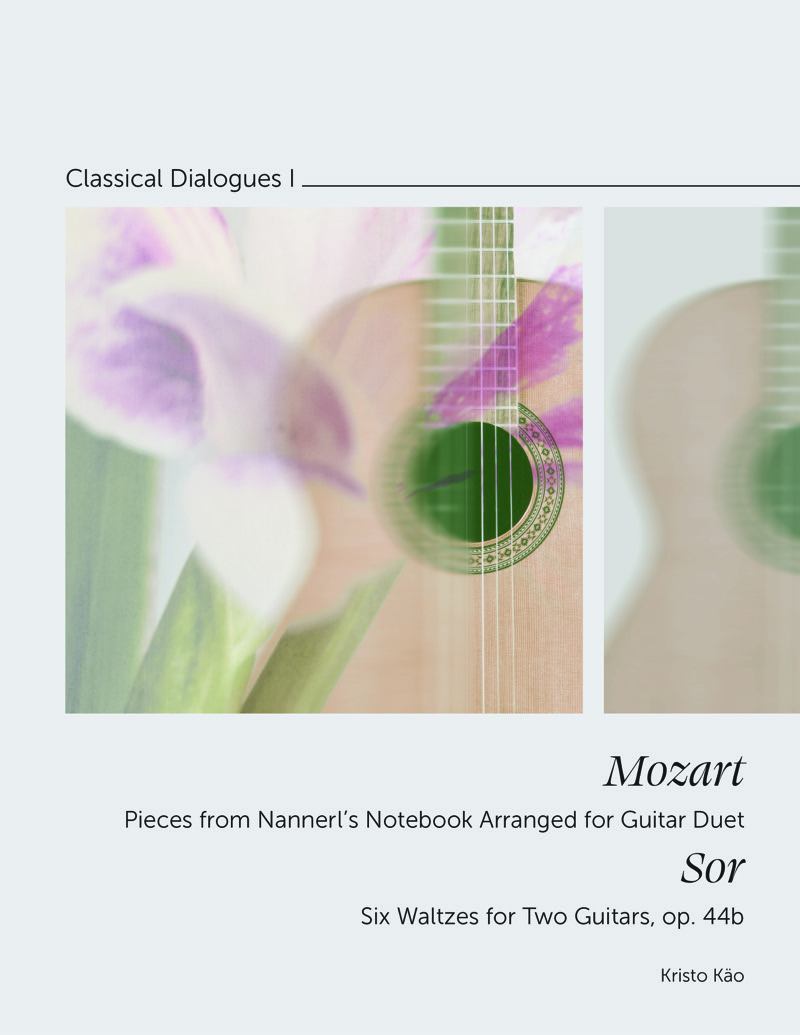 Classical Dialogues I
Mozart
Pieces from Nannerl’s Notebook Arranged for Guitar Duet
Sor
Six Waltzes for Two Guitars, op. 44b
Kristo Käo